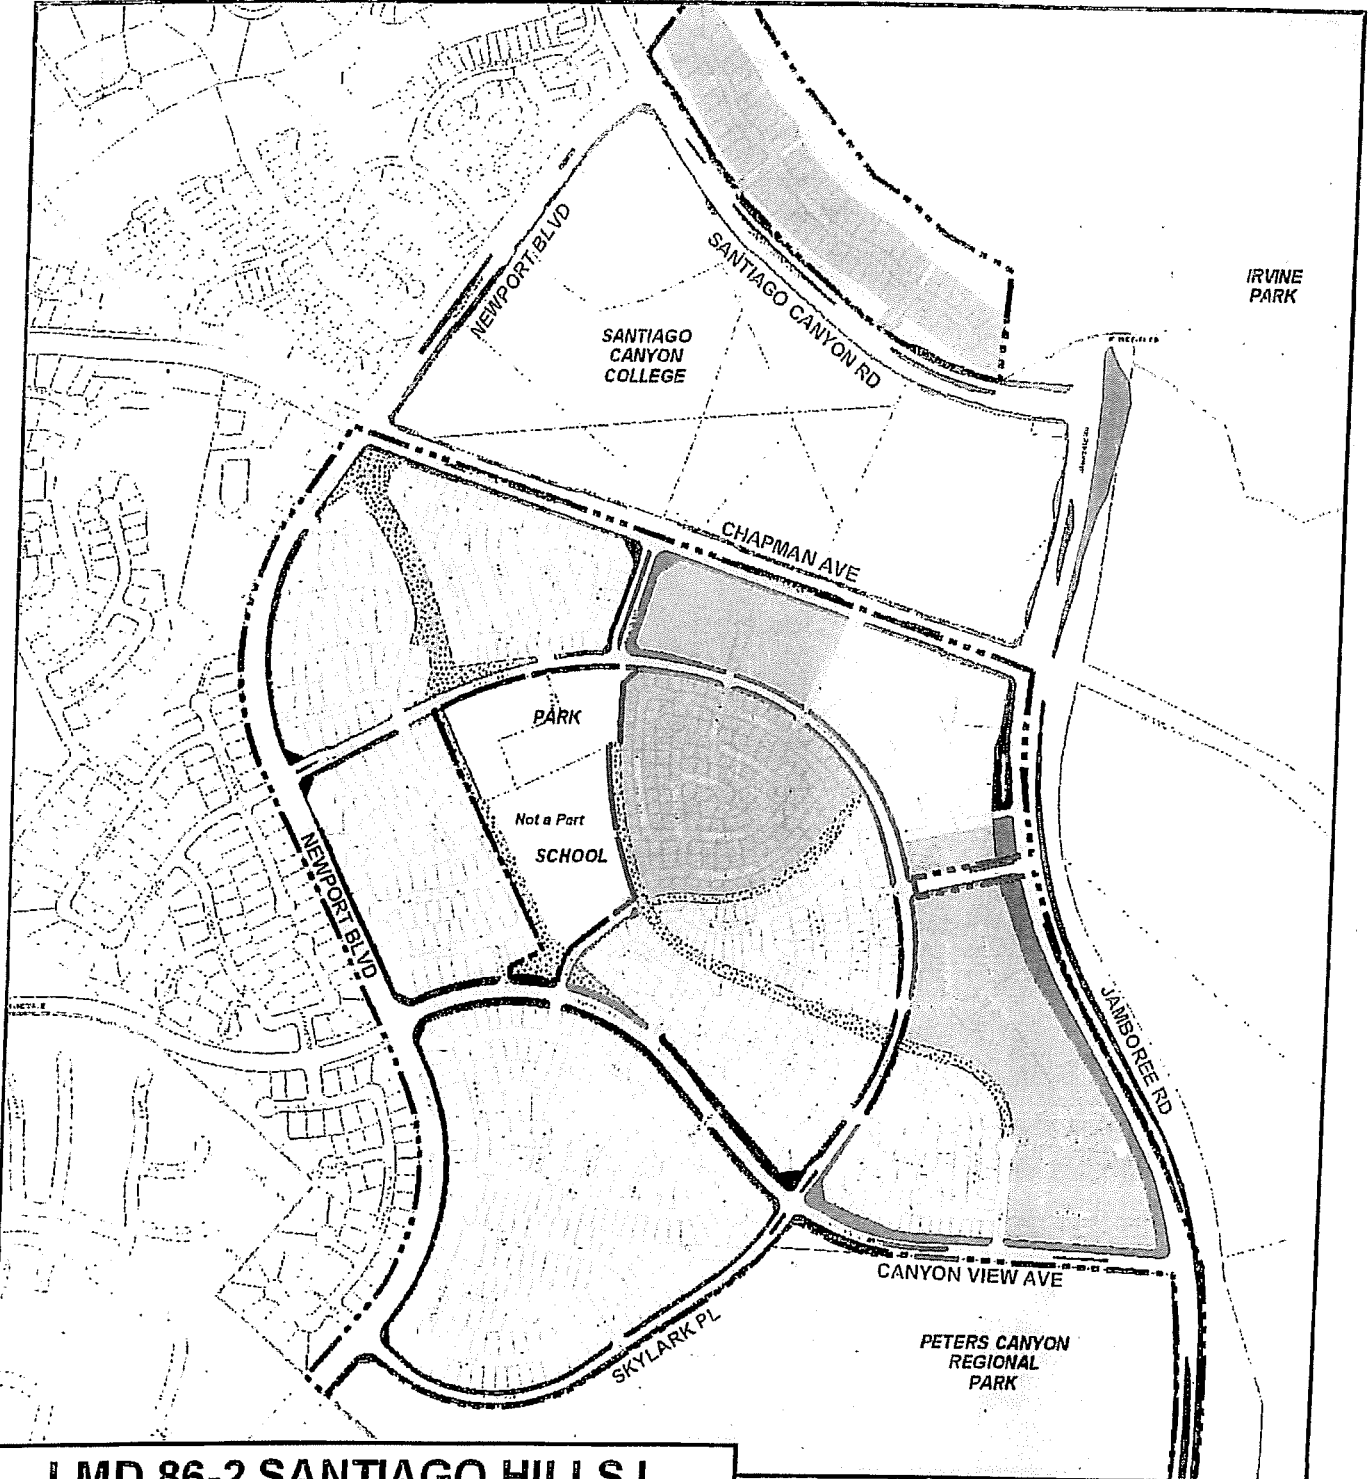 NEWPORT BLVD
SANTIAGO CANYON RD
IRVINE
PARK
SANTIAGO
CANYON
COLLEGE
CHAPMAN AVE
PARK
Not a Part
SCHOOL
NEWPORT BLVD
JAMBOREE RD
CANYON VIEW AVE
SKYLARK PL
PETERS CANYON
REGIONAL
PARK
LMD 86-2 SANTIAGO HILLS I